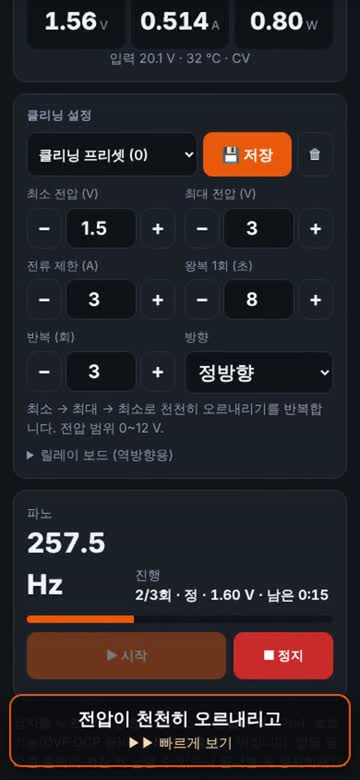 1.56 V 0.514 A 0.80 W
입력 20.1 V · 32 °C · CV
클리닝 설정
클리닝 프리셋 (0) 💾 저장 🗑
최소 전압 (V) 최대 전압 (V)
− 1.5 + − 3 +
전류 제한 (A) 왕복 1회 (초)
− 3 + − 8 +
반복 (회) 방향
− 3 + 정방향
최소 → 최대 → 최소로 천천히 오르내리기를 반복합
니다. 전압 범위 0~12 V.
▶ 릴레이 보드 (역방향용)
파노
257.5
Hz
진행
2/3회 · 정 · 1.60 V · 남은 0:15
▶ 시작 ■ 정지
전압이 천천히 오르내리고
▶▶ 빠르게 보기